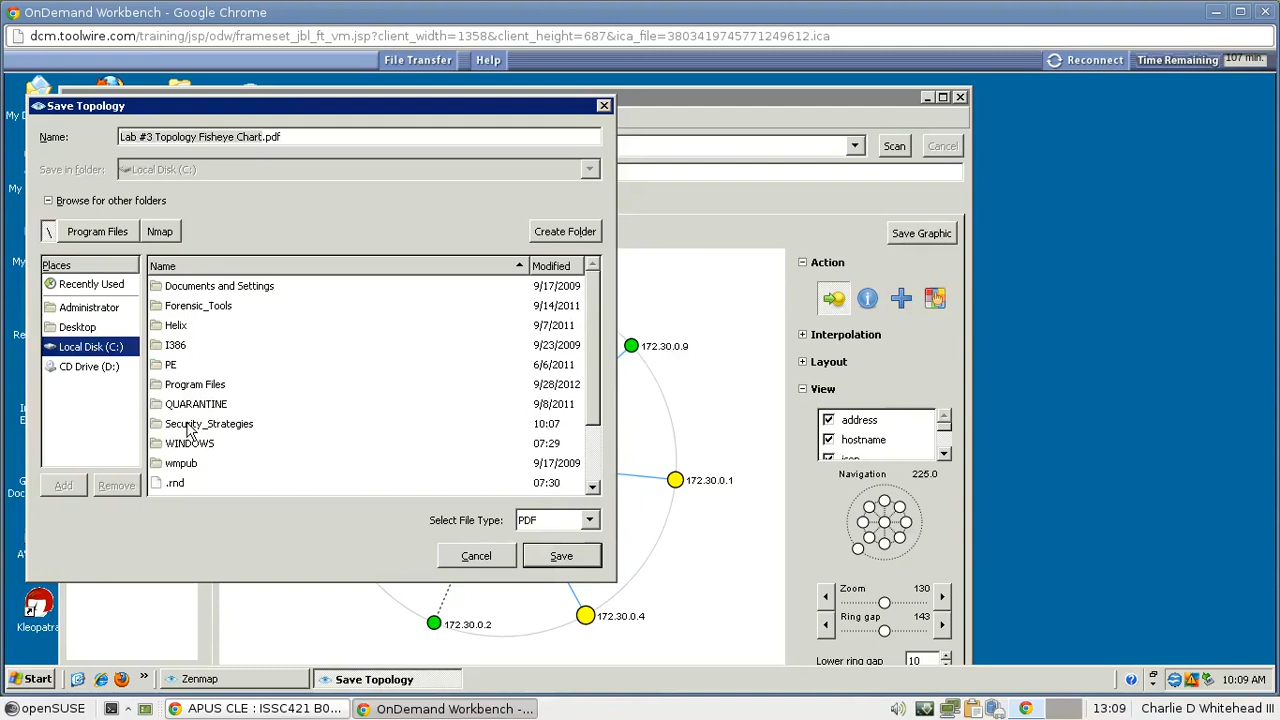 OnDemand Workbench - Google Chrome
dcm.toolwire.com/training/jsp/odw/frameset_jbl_ft_vm.jsp?client_width=1358&client_height=687&ica_file=3803419745771249612.ica
File Transfer Help Reconnect Time Remaining 107 min.
Save Topology
Name: Lab #3 Topology Fisheye Chart.pdf
Scan Cancel
Save in folder: Local Disk (C:)
Browse for other folders
\ Program Files Nmap Create Folder
Save Graphic
Places Name Modified
Action
Recently Used
Administrator
Desktop
Local Disk (C:)
CD Drive (D:)
Add Remove
Documents and Settings 9/17/2009
Forensic_Tools 9/14/2011
Helix 9/7/2011
I386 9/23/2009
PE 6/6/2011
Program Files 9/28/2012
QUARANTINE 9/8/2011
Security_Strategies 10:07
WINDOWS 07:29
wmpub 9/17/2009
.rnd 07:30
Select File Type: PDF
Cancel Save
172.30.0.9
172.30.0.1
172.30.0.4
172.30.0.2
Interpolation
Layout
View
address
hostname
icon
Navigation 225.0
Zoom 130
Ring gap 143
Lower ring gap 10
Kleopatra
Start Zenmap Save Topology 10:09 AM
openSUSE APUS CLE : ISSC421 B0... OnDemand Workbench -... 13:09 Charlie D Whitehead III